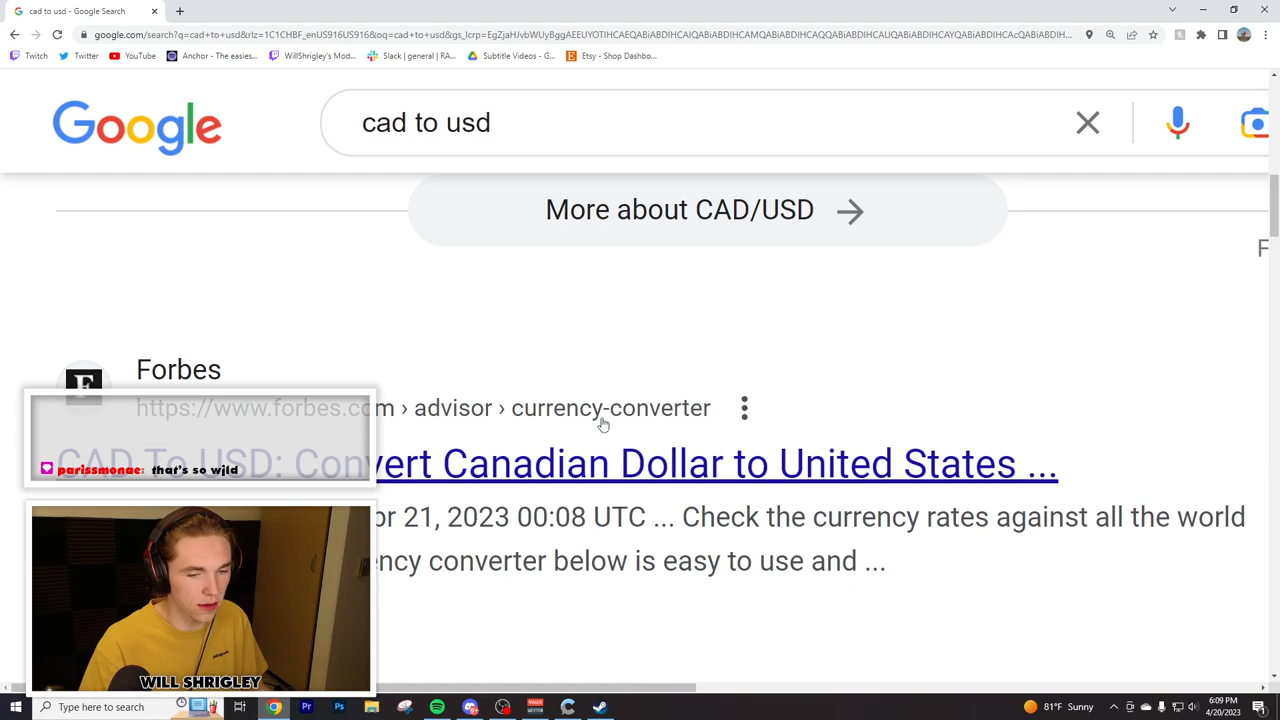 cad to usd - Google Search
google.com/search?q=cad+to+usd&rlz=1C1CHBF_enUS916US916&oq=cad+to+usd&gs_lcrp=
Twitch
Twitter
YouTube
Anchor - The easies...
WillShrigley's Mod...
Slack | general | RA...
Subtitle Videos - G...
Etsy - Shop Dashbo...
Google
cad to usd
More about CAD/USD
F
Forbes
https://www.forbes.com › advisor › currency-converter
CAD To USD: Convert Canadian Dollar to United States ...
parissmonae: that's so wild
pr 21, 2023 00:08 UTC ... Check the currency rates against all the world
ency converter below is easy to use and ...
WILL SHRIGLEY
Type here to search
81°F Sunny
6:09 PM
4/20/2023